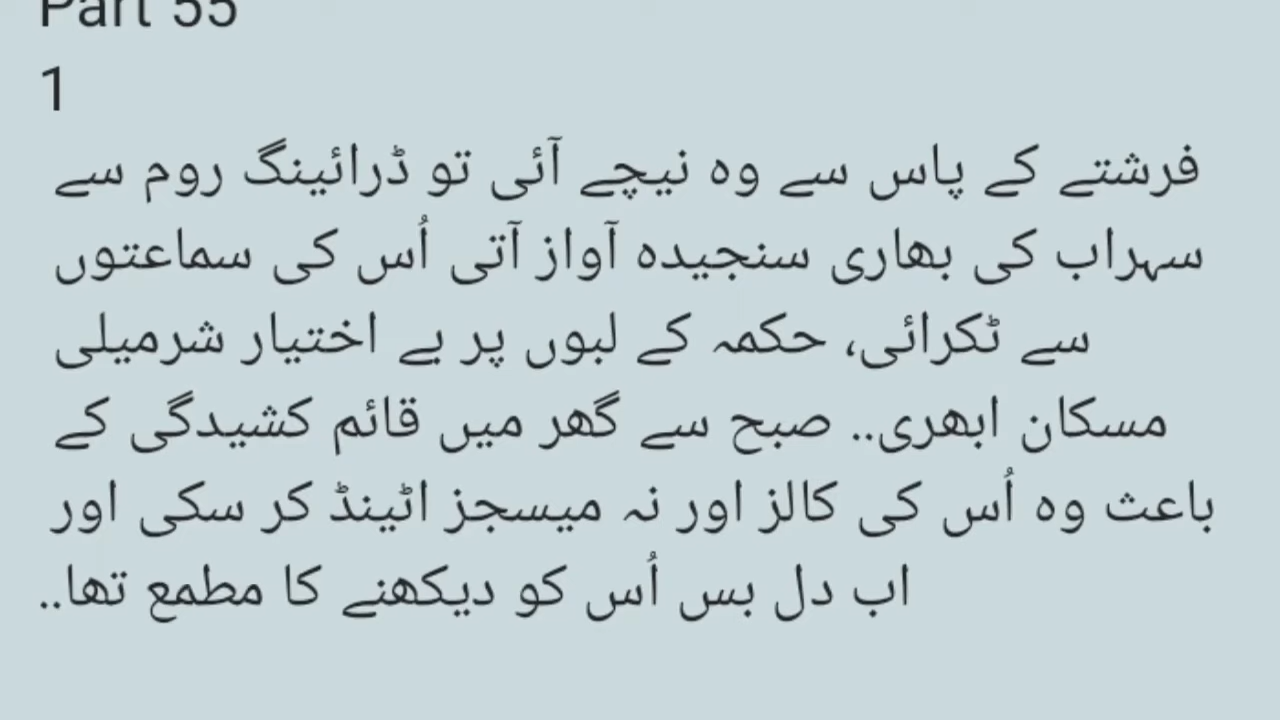 Part 55
1
فرشتے کے پاس سے وہ نیچے آئی تو ڈرائینگ روم سے
سہراب کی بھاری سنجیدہ آواز آتی اُس کی سماعتوں
سے ٹکرائی، حکمہ کے لبوں پر بے اختیار شرمیلی
مسکان ابھری.. صبح سے گھر میں قائم کشیدگی کے
باعث وہ اُس کی کالز اور نہ میسجز اٹینڈ کر سکی اور
اب دل بس اُس کو دیکھنے کا مطمع تھا..